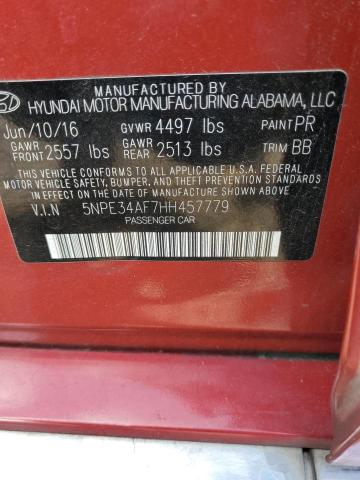 MANUFACTURED BY
HYUNDAI MOTOR MANUFACTURING ALABAMA, LLC
Jun/10/16 GVWR 4497 lbs PAINT PR
GAWR FRONT 2557 lbs GAWR REAR 2513 lbs TRIM BB
THIS VEHICLE CONFORMS TO ALL APPLICABLE U.S.A. FEDERAL
MOTOR VEHICLE SAFETY, BUMPER, AND THEFT PREVENTION STANDARDS
IN EFFECT ON THE DATE OF MANUFACTURE SHOWN ABOVE.
V.I.N 5NPE34AF7HH457779
PASSENGER CAR